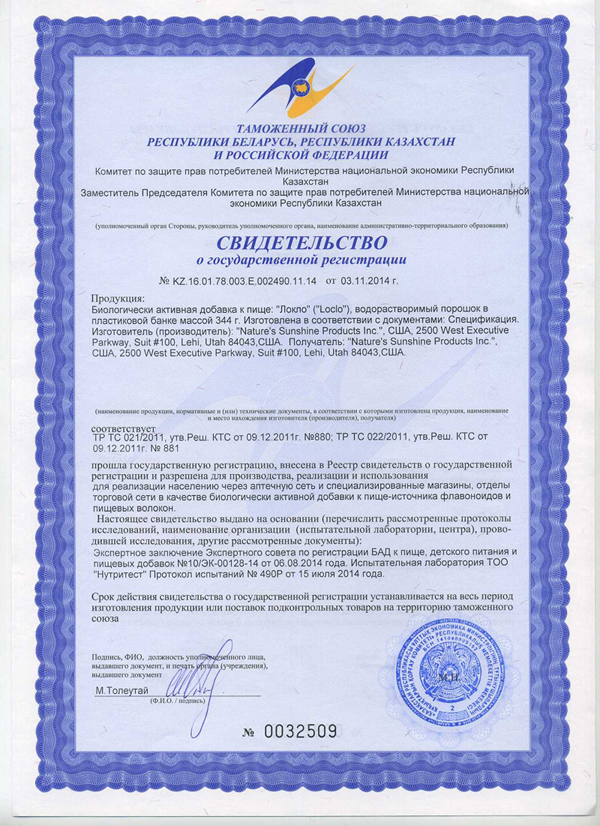 ТАМОЖЕННЫЙ СОЮЗ
РЕСПУБЛИКИ БЕЛАРУСЬ, РЕСПУБЛИКИ КАЗАХСТАН
И РОССИЙСКОЙ ФЕДЕРАЦИИ
Комитет по защите прав потребителей Министерства национальной экономики Республики
Казахстан
Заместитель Председателя Комитета по защите прав потребителей Министерства национальной
экономики Республики Казахстан
(уполномоченный орган Стороны, руководитель уполномоченного органа, наименование административно-территориального образования)
СВИДЕТЕЛЬСТВО
о государственной регистрации
№ KZ.16.01.78.003.E.002490.11.14 от 03.11.2014 г.
Продукция:
Биологически активная добавка к пище: "Локло" ("Loclo"), водорастворимый порошок в
пластиковой банке массой 344 г. Изготовлена в соответствии с документами: Спецификация.
Изготовитель (производитель): "Nature's Sunshine Products Inc.", США, 2500 West Executive
Parkway, Suit #100, Lehi, Utah 84043,США. Получатель: "Nature's Sunshine Products Inc.",
США, 2500 West Executive Parkway, Suit #100, Lehi, Utah 84043,США.
(наименование продукции, нормативные и (или) технические документы, в соответствии с которыми изготовлена продукция, наименование
и место нахождения изготовителя (производителя), получателя)
соответствует
ТР ТС 021/2011, утв.Реш. КТС от 09.12.2011г. №880; ТР ТС 022/2011, утв.Реш. КТС от
09.12.2011г. № 881
прошла государственную регистрацию, внесена в Реестр свидетельств о государственной
регистрации и разрешена для производства, реализации и использования
для реализации населению через аптечную сеть и специализированные магазины, отделы
торговой сети в качестве биологически активной добавки к пище-источника флавоноидов и
пищевых волокон.
Настоящее свидетельство выдано на основании (перечислить рассмотренные протоколы
исследований, наименование организации (испытательной лаборатории, центра), прово-
дившей исследования, другие рассмотренные документы):
Экспертное заключение Экспертного совета по регистрации БАД к пище, детского питания и
пищевых добавок №10/ЭК-00128-14 от 06.08.2014 года. Испытательная лаборатория ТОО
"Нутритест" Протокол испытаний № 490Р от 15 июля 2014 года.
Срок действия свидетельства о государственной регистрации устанавливается на весь период
изготовления продукции или поставок подконтрольных товаров на территорию таможенного
союза
Подпись, ФИО, должность уполномоченного лица,
выдавшего документ, и печать органа (учреждения),
выдавшего документ
М.Толеутай
(Ф.И.О. / подпись)
М.П.
2
№ 0032509